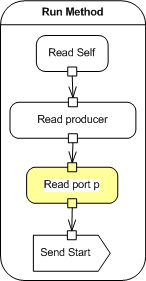 Run Method
Read Self
Read producer
Read port p
Send Start